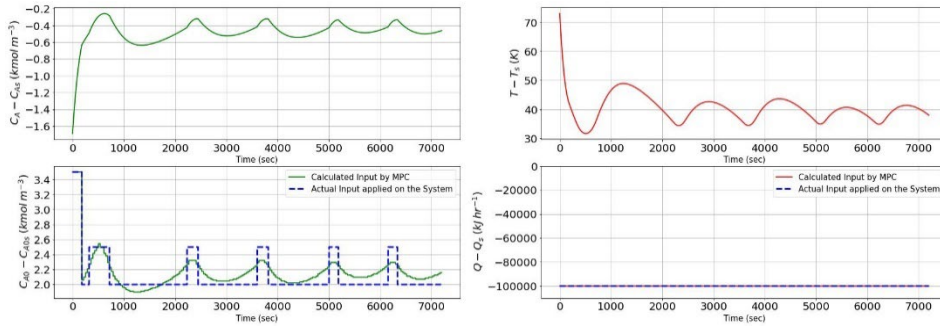 C_A − C_As (kmol m⁻³)
−0.2
−0.4
−0.6
−0.8
−1.0
−1.2
−1.4
−1.6
0 1000 2000 3000 4000 5000 6000 7000
Time (sec)
T − T_s (K)
70
60
50
40
30
0 1000 2000 3000 4000 5000 6000 7000
Time (sec)
C_A0 − C_A0s (kmol m⁻³)
3.4
3.2
3.0
2.8
2.6
2.4
2.2
2.0
Calculated Input by MPC
Actual Input applied on the System
0 1000 2000 3000 4000 5000 6000 7000
Time (sec)
Q − Q_s (kJ hr⁻¹)
0
−20000
−40000
−60000
−80000
−100000
Calculated Input by MPC
Actual Input applied on the System
0 1000 2000 3000 4000 5000 6000 7000
Time (sec)